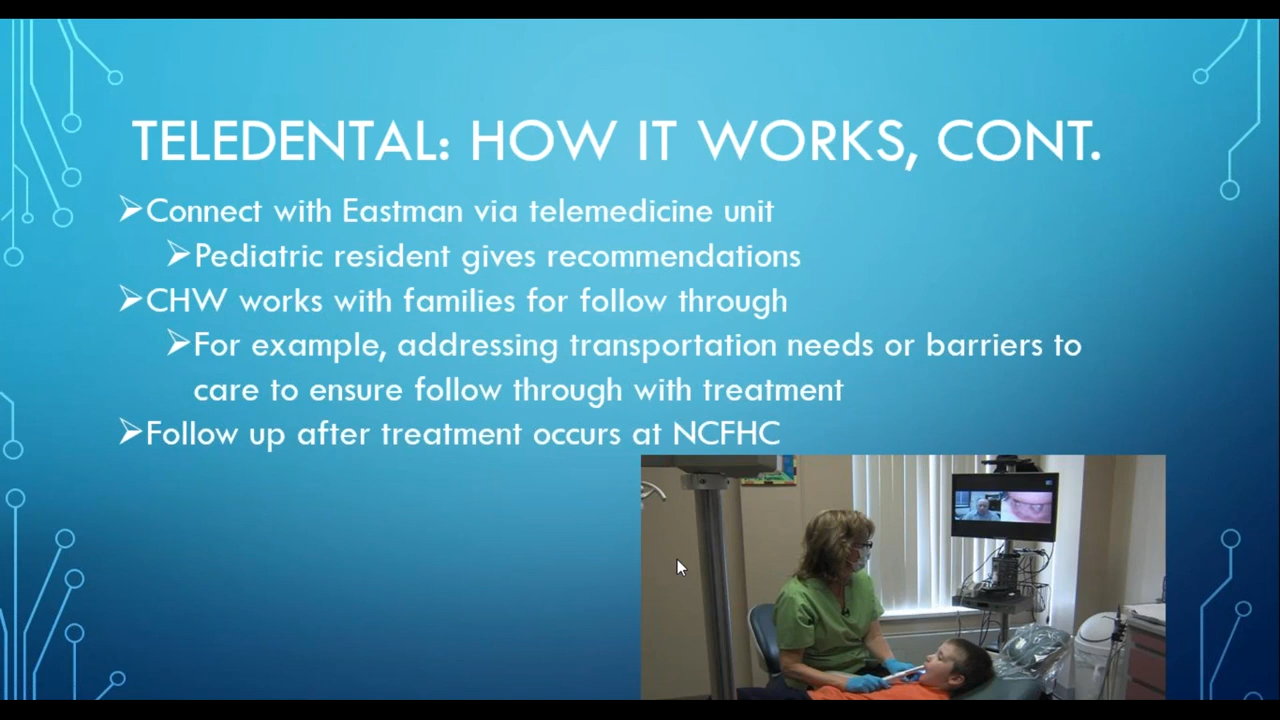 TELEDENTAL: HOW IT WORKS, CONT.
➢Connect with Eastman via telemedicine unit
➢Pediatric resident gives recommendations
➢CHW works with families for follow through
➢For example, addressing transportation needs or barriers to
care to ensure follow through with treatment
➢Follow up after treatment occurs at NCFHC